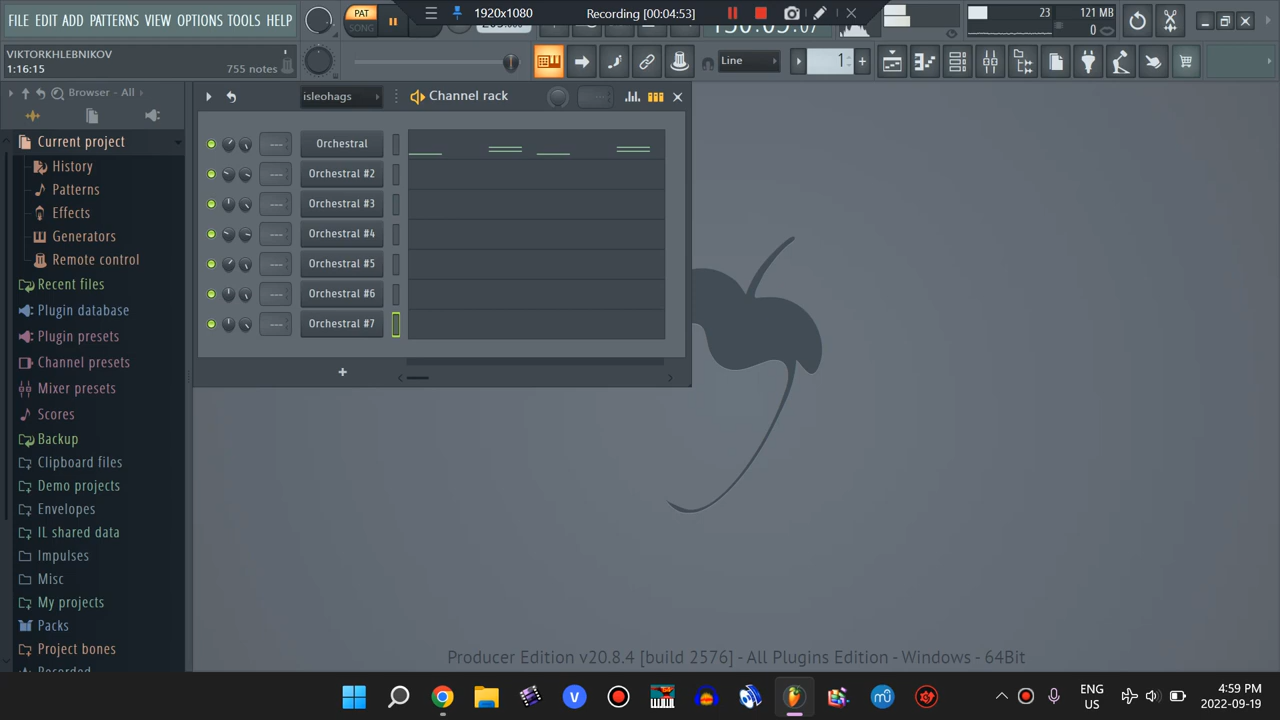 FILE EDIT ADD PATTERNS VIEW OPTIONS TOOLS HELP
PAT
SONG
1920x1080
Recording [00:04:53]
23
121 MB
0
VIKTORKHLEBNIKOV
1:16:15
755 notes
Line
1
Browser - All
isleohags
Channel rack
Current project
History
Patterns
Effects
Generators
Remote control
Recent files
Plugin database
Plugin presets
Channel presets
Mixer presets
Scores
Backup
Clipboard files
Demo projects
Envelopes
IL shared data
Impulses
Misc
My projects
Packs
Project bones
Recorded
--- Orchestral
--- Orchestral #2
--- Orchestral #3
--- Orchestral #4
--- Orchestral #5
--- Orchestral #6
--- Orchestral #7
+
Producer Edition v20.8.4 [build 2576] - All Plugins Edition - Windows - 64Bit
ENG
US
4:59 PM
2022-09-19